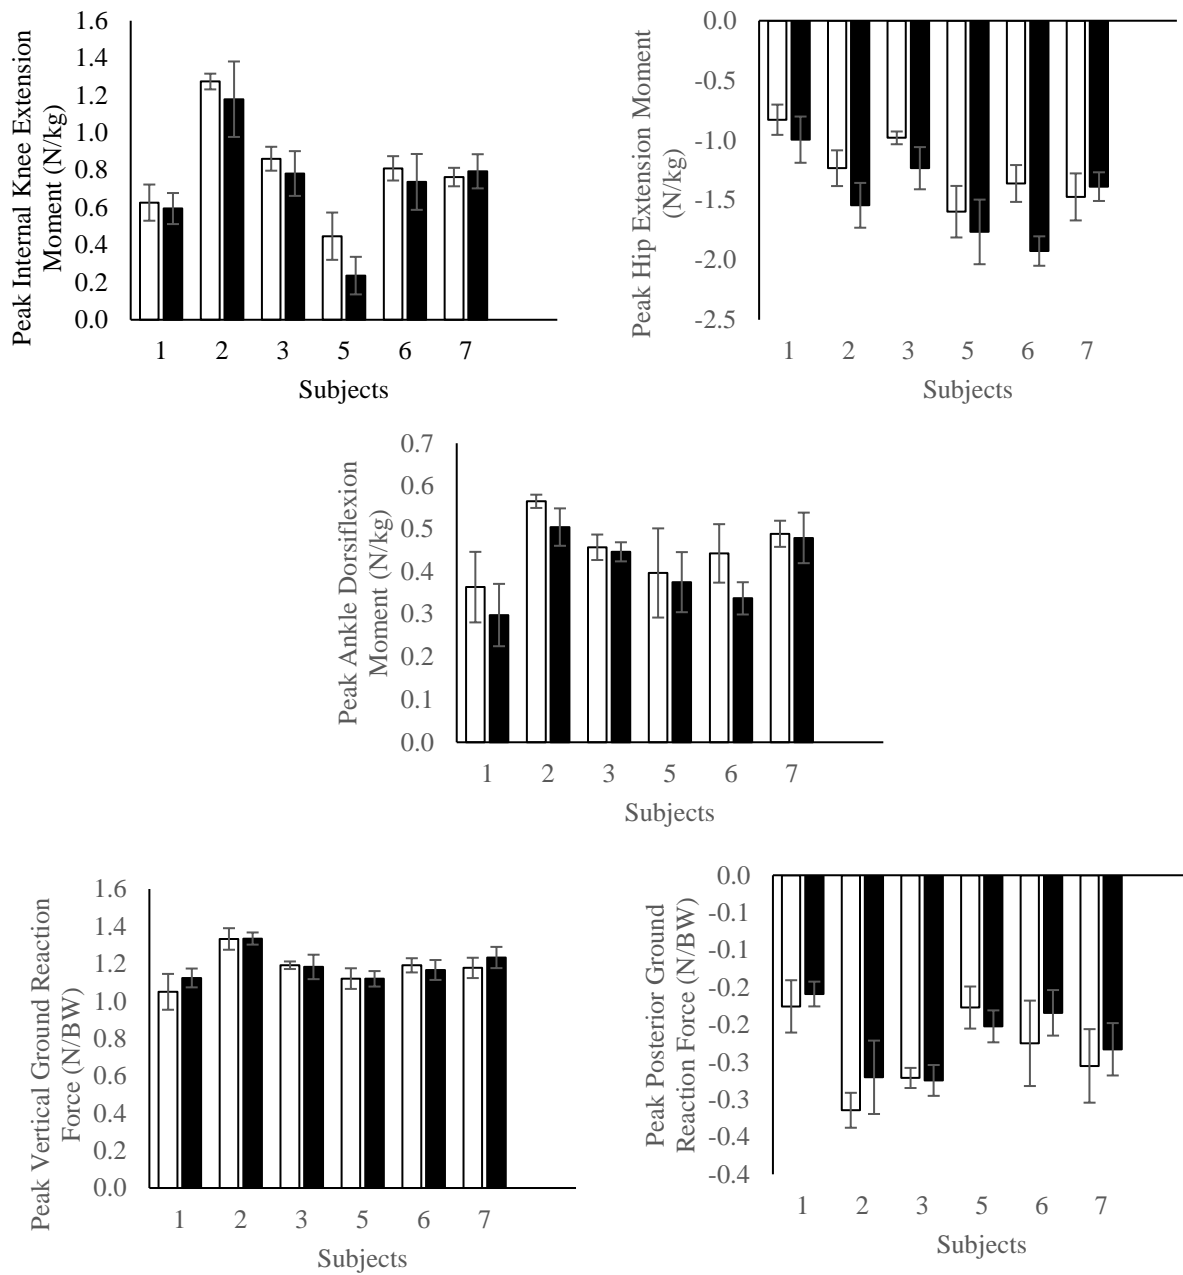 Peak Internal Knee Extension
Moment (N/kg)
1.6
1.4
1.2
1.0
0.8
0.6
0.4
0.2
0.0
1 2 3 5 6 7
Subjects
Peak Hip Extension Moment
(N/kg)
0.0
-0.5
-1.0
-1.5
-2.0
-2.5
1 2 3 5 6 7
Subjects
Peak Ankle Dorsiflexion
Moment (N/kg)
0.7
0.6
0.5
0.4
0.3
0.2
0.1
0.0
1 2 3 5 6 7
Subjects
Peak Vertical Ground Reaction
Force (N/BW)
1.6
1.4
1.2
1.0
0.8
0.6
0.4
0.2
0.0
1 2 3 5 6 7
Subjects
Peak Posterior Ground
Reaction Force (N/BW)
0.0
-0.1
-0.1
-0.2
-0.2
-0.3
-0.3
-0.4
-0.4
1 2 3 5 6 7
Subjects